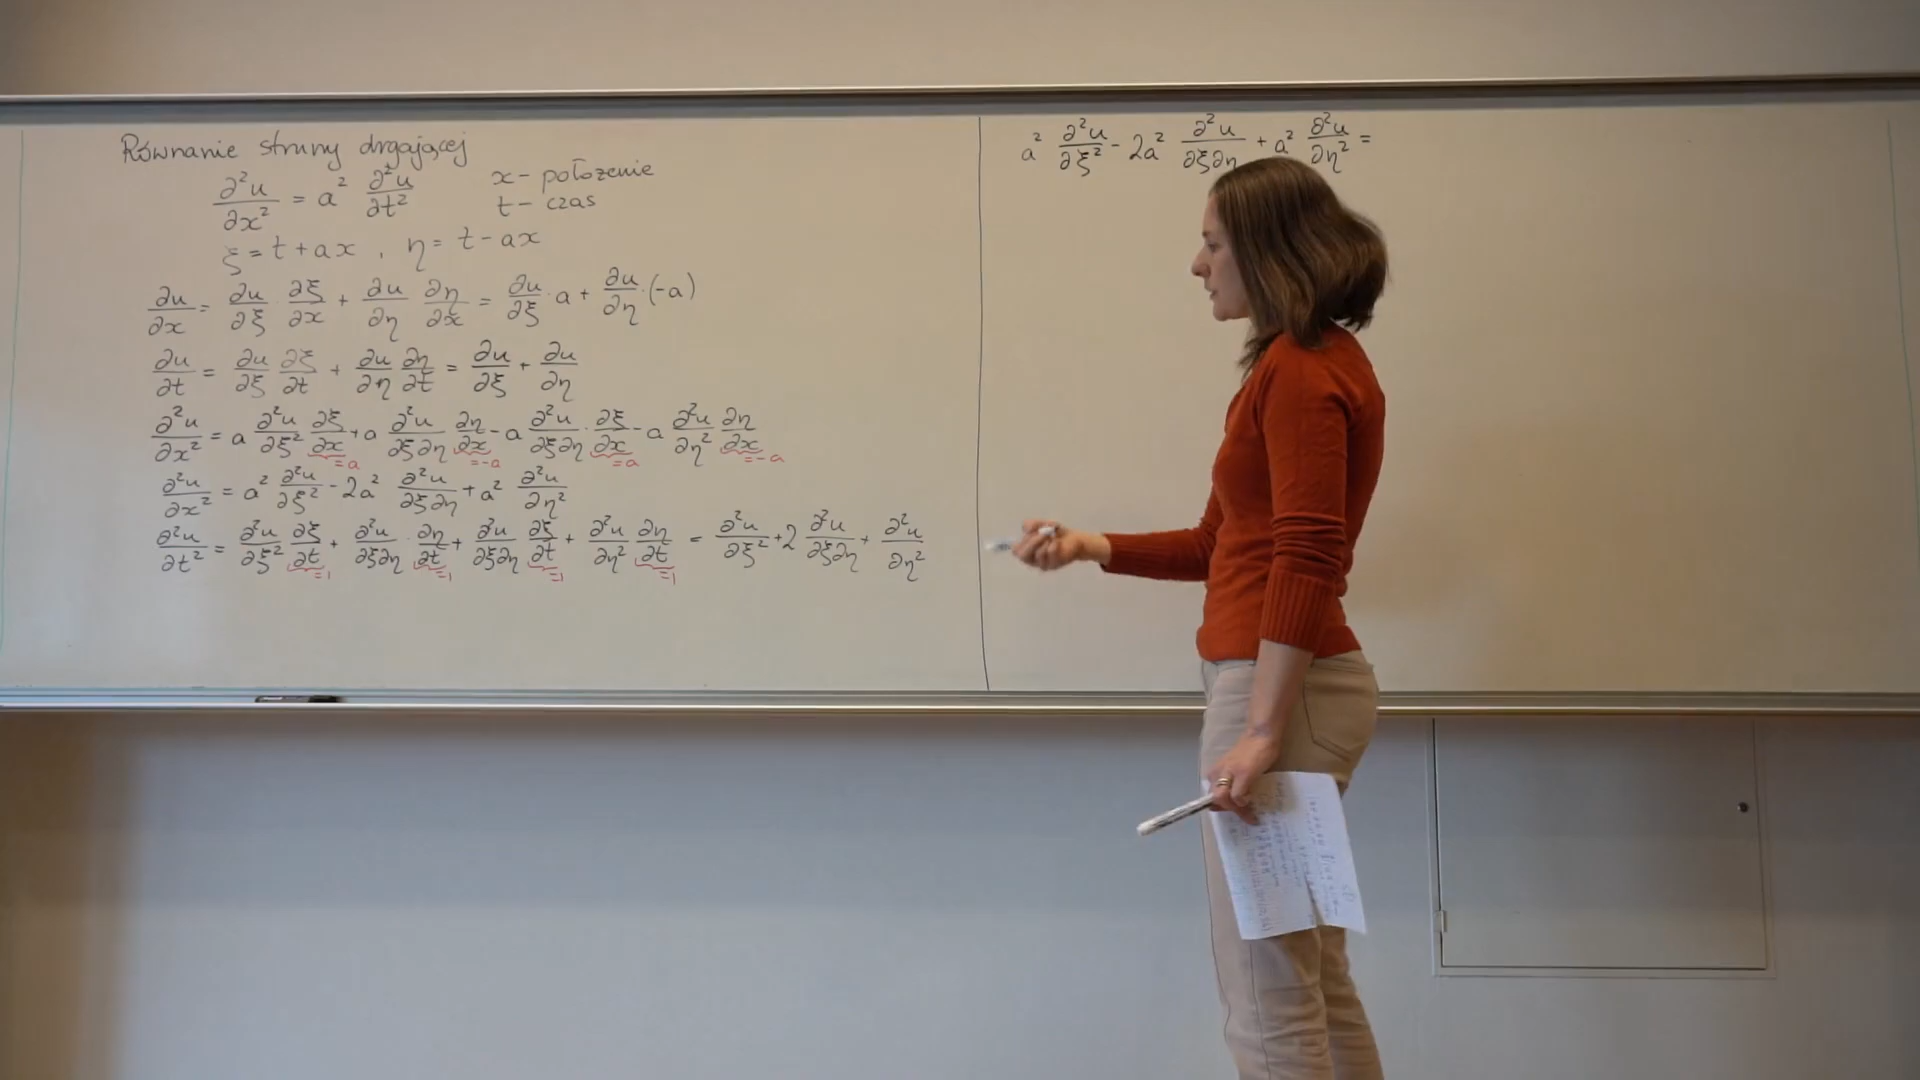 Równanie struny drgającej
∂²u/∂x² = a² ∂²u/∂t²
x - położenie
t - czas
ξ = t + ax , η = t - ax
∂u/∂x = ∂u/∂ξ · ∂ξ/∂x + ∂u/∂η ∂η/∂x = ∂u/∂ξ · a + ∂u/∂η · (-a)
∂u/∂t = ∂u/∂ξ ∂ξ/∂t + ∂u/∂η ∂η/∂t = ∂u/∂ξ + ∂u/∂η
∂²u/∂x² = a ∂²u/∂ξ² ∂ξ/∂x + a ∂²u/∂ξ∂η ∂η/∂x - a ∂²u/∂ξ∂η · ∂ξ/∂x - a ∂²u/∂η² ∂η/∂x
=a =-a =a =-a
∂²u/∂x² = a² ∂²u/∂ξ² - 2a² ∂²u/∂ξ∂η + a² ∂²u/∂η²
∂²u/∂t² = ∂²u/∂ξ² ∂ξ/∂t + ∂²u/∂ξ∂η · ∂η/∂t + ∂²u/∂ξ∂η ∂ξ/∂t + ∂²u/∂η² ∂η/∂t = ∂²u/∂ξ² + 2 ∂²u/∂ξ∂η + ∂²u/∂η²
=1 =1 =1 =1
a² ∂²u/∂ξ² - 2a² ∂²u/∂ξ∂η + a² ∂²u/∂η² =